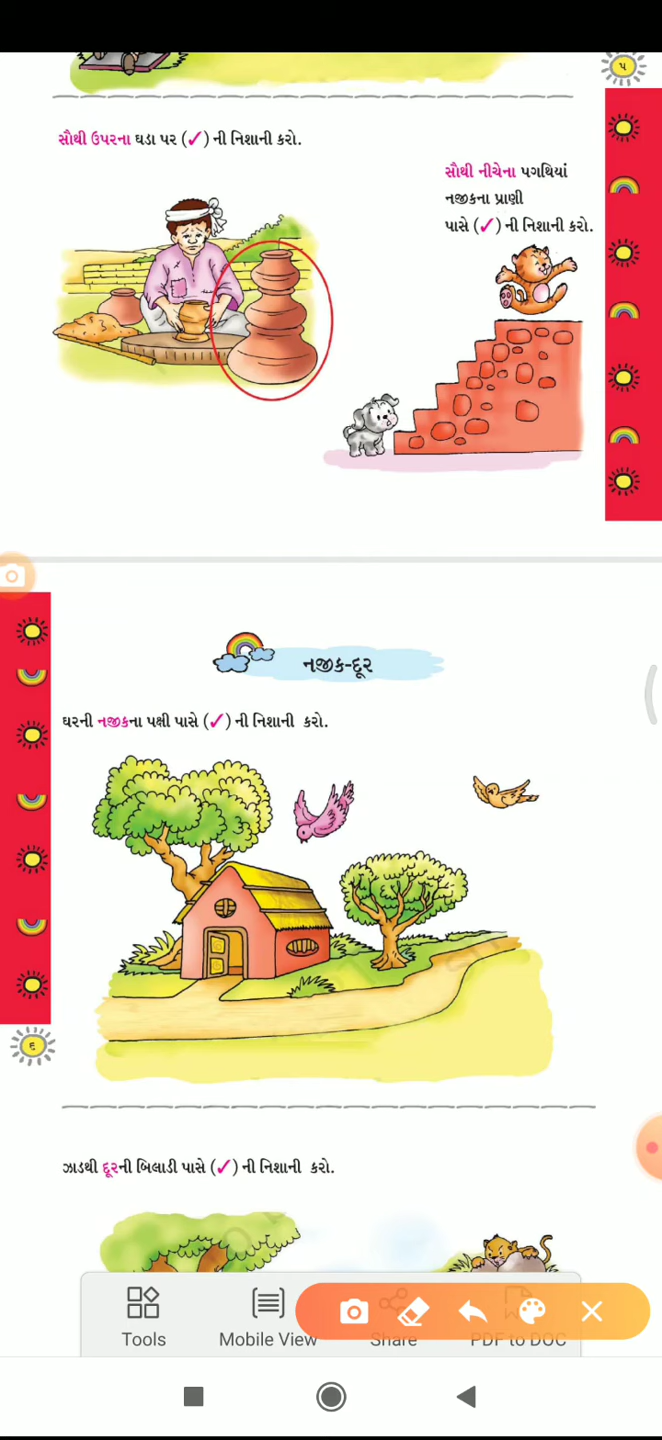 ૫
સૌથી ઉપરના ઘડા પર (✓) ની નિશાની કરો.
સૌથી નીચેના પગથિયાં
નજીકના પ્રાણી
પાસે (✓) ની નિશાની કરો.
નજીક-દૂર
ઘરની નજીકના પક્ષી પાસે (✓) ની નિશાની કરો.
૬
ઝાડથી દૂરની બિલાડી પાસે (✓) ની નિશાની કરો.
Tools
Mobile View
Share
PDF to DOC